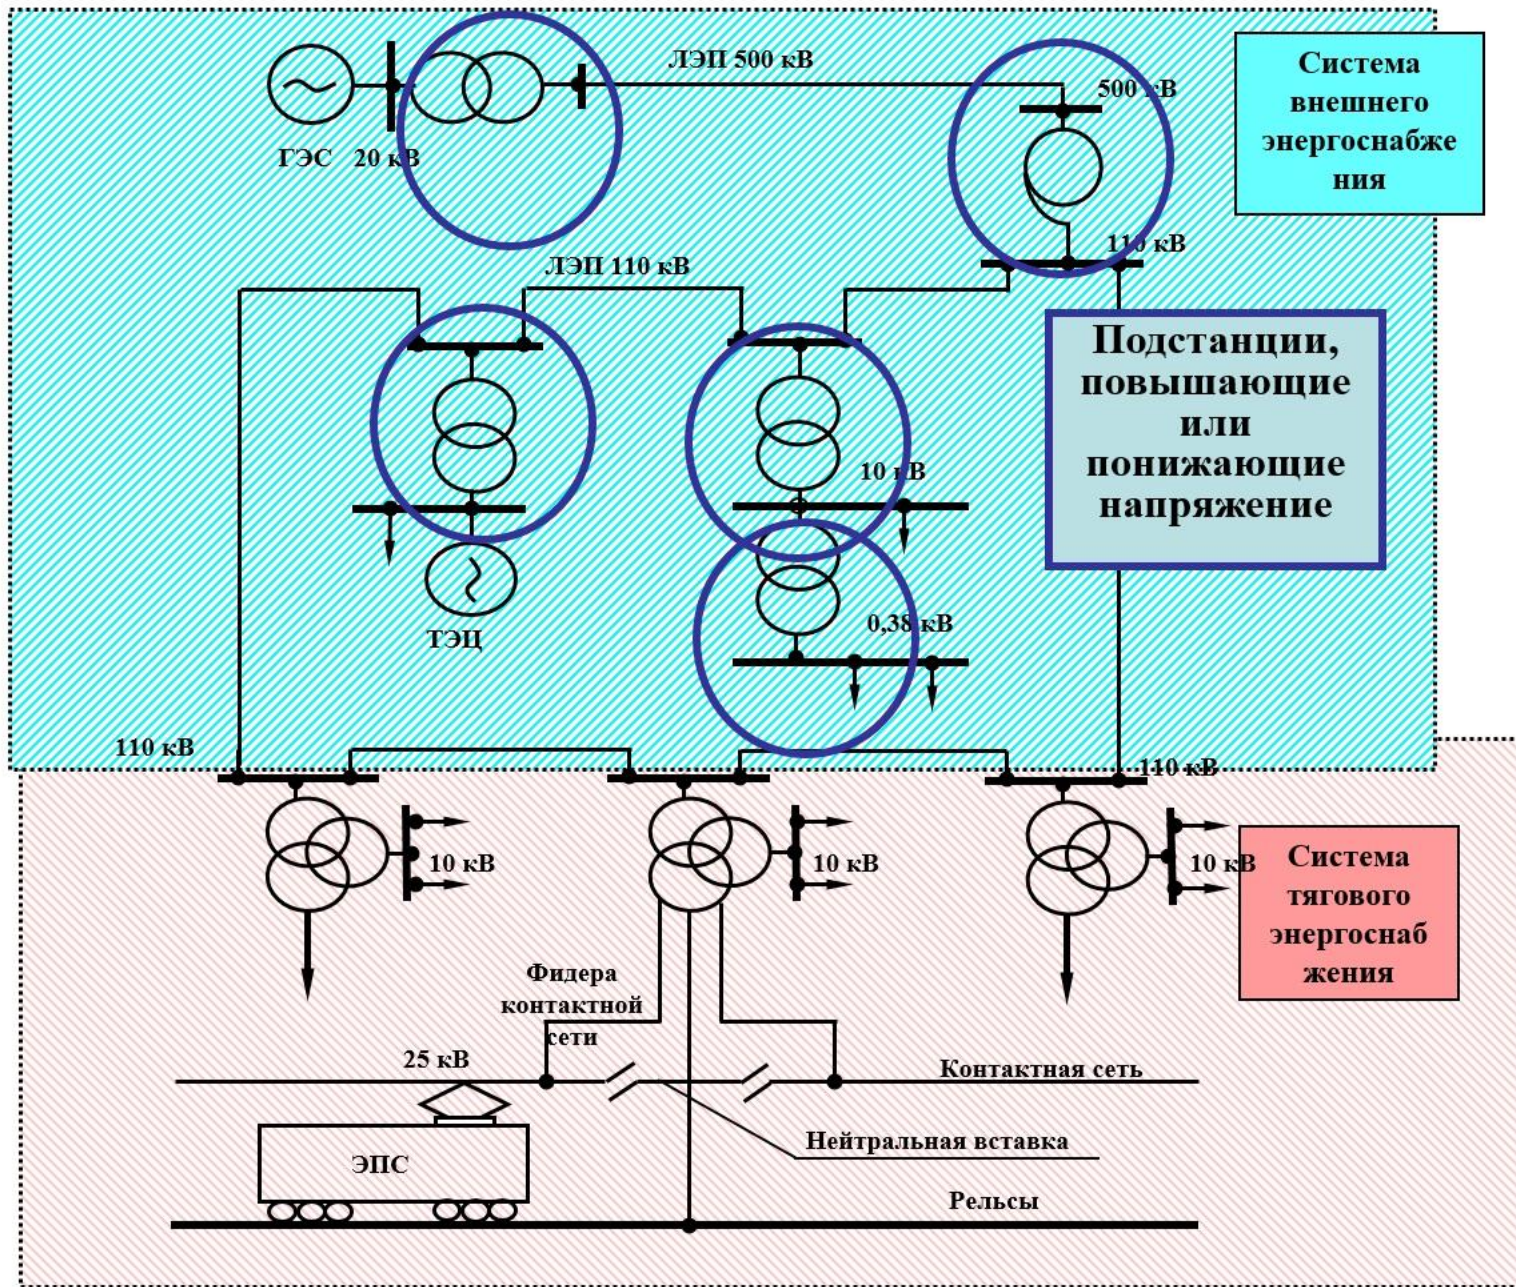 ЛЭП 500 кВ
500 кВ
Система
внешнего
энергоснабже
ния
ГЭС 20 кВ
110 кВ
ЛЭП 110 кВ
Подстанции,
повышающие
или
понижающие
напряжение
10 кВ
0,38 кВ
ТЭЦ
110 кВ
110 кВ
10 кВ
10 кВ
10 кВ
Система
тягового
энергоснаб
жения
Фидера
контактной
сети
25 кВ
Контактная сеть
Нейтральная вставка
ЭПС
Рельсы